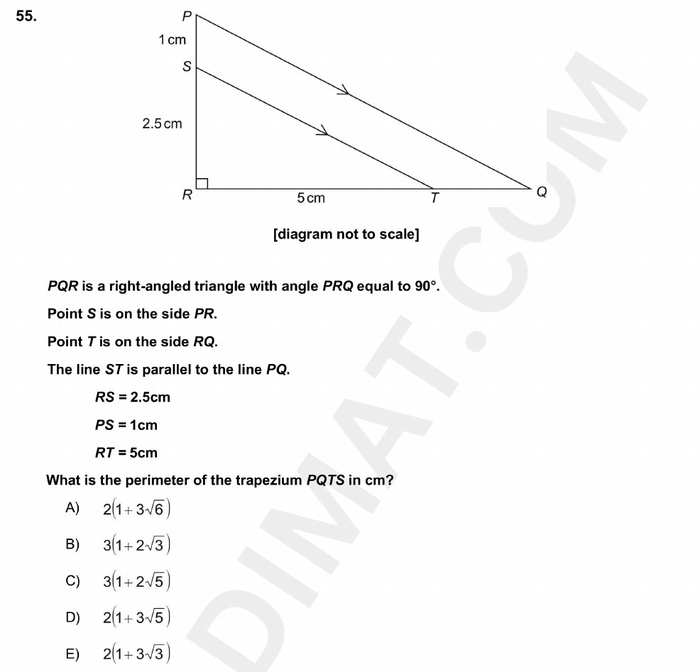 55.
P
1 cm
S
2.5 cm
R
5 cm
T
Q
[diagram not to scale]
PQR is a right-angled triangle with angle PRQ equal to 90°.
Point S is on the side PR.
Point T is on the side RQ.
The line ST is parallel to the line PQ.
RS = 2.5cm
PS = 1cm
RT = 5cm
What is the perimeter of the trapezium PQTS in cm?
A) 2(1+3√6)
B) 3(1+2√3)
C) 3(1+2√5)
D) 2(1+3√5)
E) 2(1+3√3)
DIMAT.COM